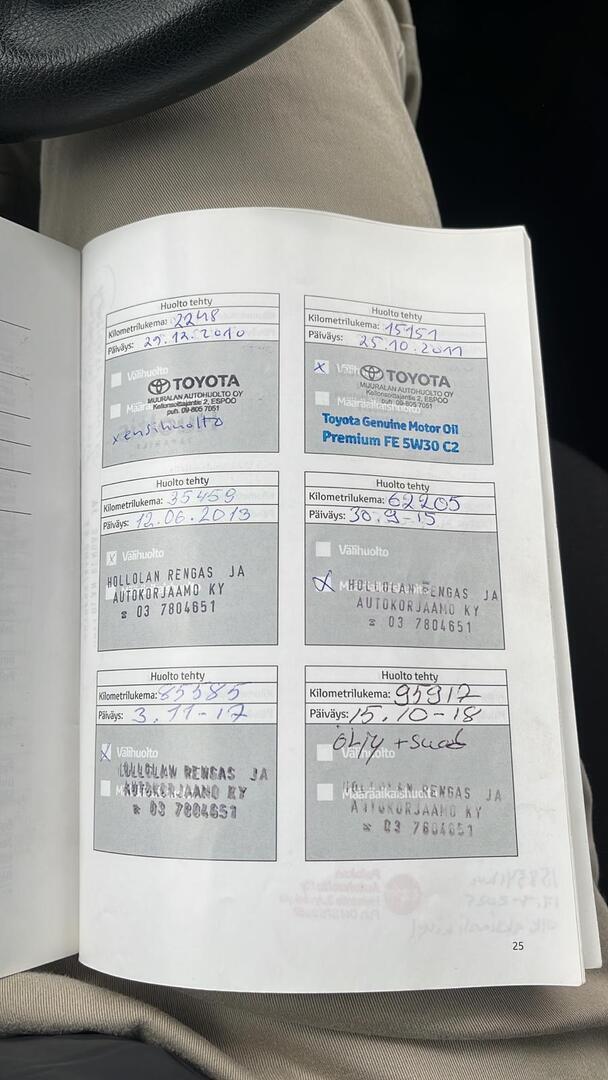 Huolto tehty
Kilometrilukema: 2248
Päiväys: 29.12.2010
Välihuolto
TOYOTA
MUURALAN AUTOHUOLTO OY
Kellonsoittajantie 2, ESPOO
puh. 09-805 7051
x ensihuolto
Huolto tehty
Kilometrilukema: 15151
Päiväys: 25.10.2011
x
TOYOTA
MUURALAN AUTOHUOLTO OY
Kellonsoittajantie 2, ESPOO
puh. 09-805 7051
Määräaikaishuolto
Toyota Genuine Motor Oil
Premium FE 5W30 C2
Huolto tehty
Kilometrilukema: 35459
Päiväys: 12.06.2013
x Välihuolto
HOLLOLAN RENGAS JA
AUTOKORJAAMO KY
☎ 03 7804651
Huolto tehty
Kilometrilukema: 62205
Päiväys: 30.9-15
Välihuolto
x
HOLLOLAN RENGAS JA
AUTOKORJAAMO KY
☎ 03 7804651
Huolto tehty
Kilometrilukema: 85585
Päiväys: 3.11-17
x Välihuolto
HOLLOLAN RENGAS JA
AUTOKORJAAMO KY
☎ 03 7804651
Huolto tehty
Kilometrilukema: 95917
Päiväys: 15.10-18
öljy + suod
Välihuolto
Määräaikaishuolto
HOLLOLAN RENGAS JA
AUTOKORJAAMO KY
☎ 03 7804651
25